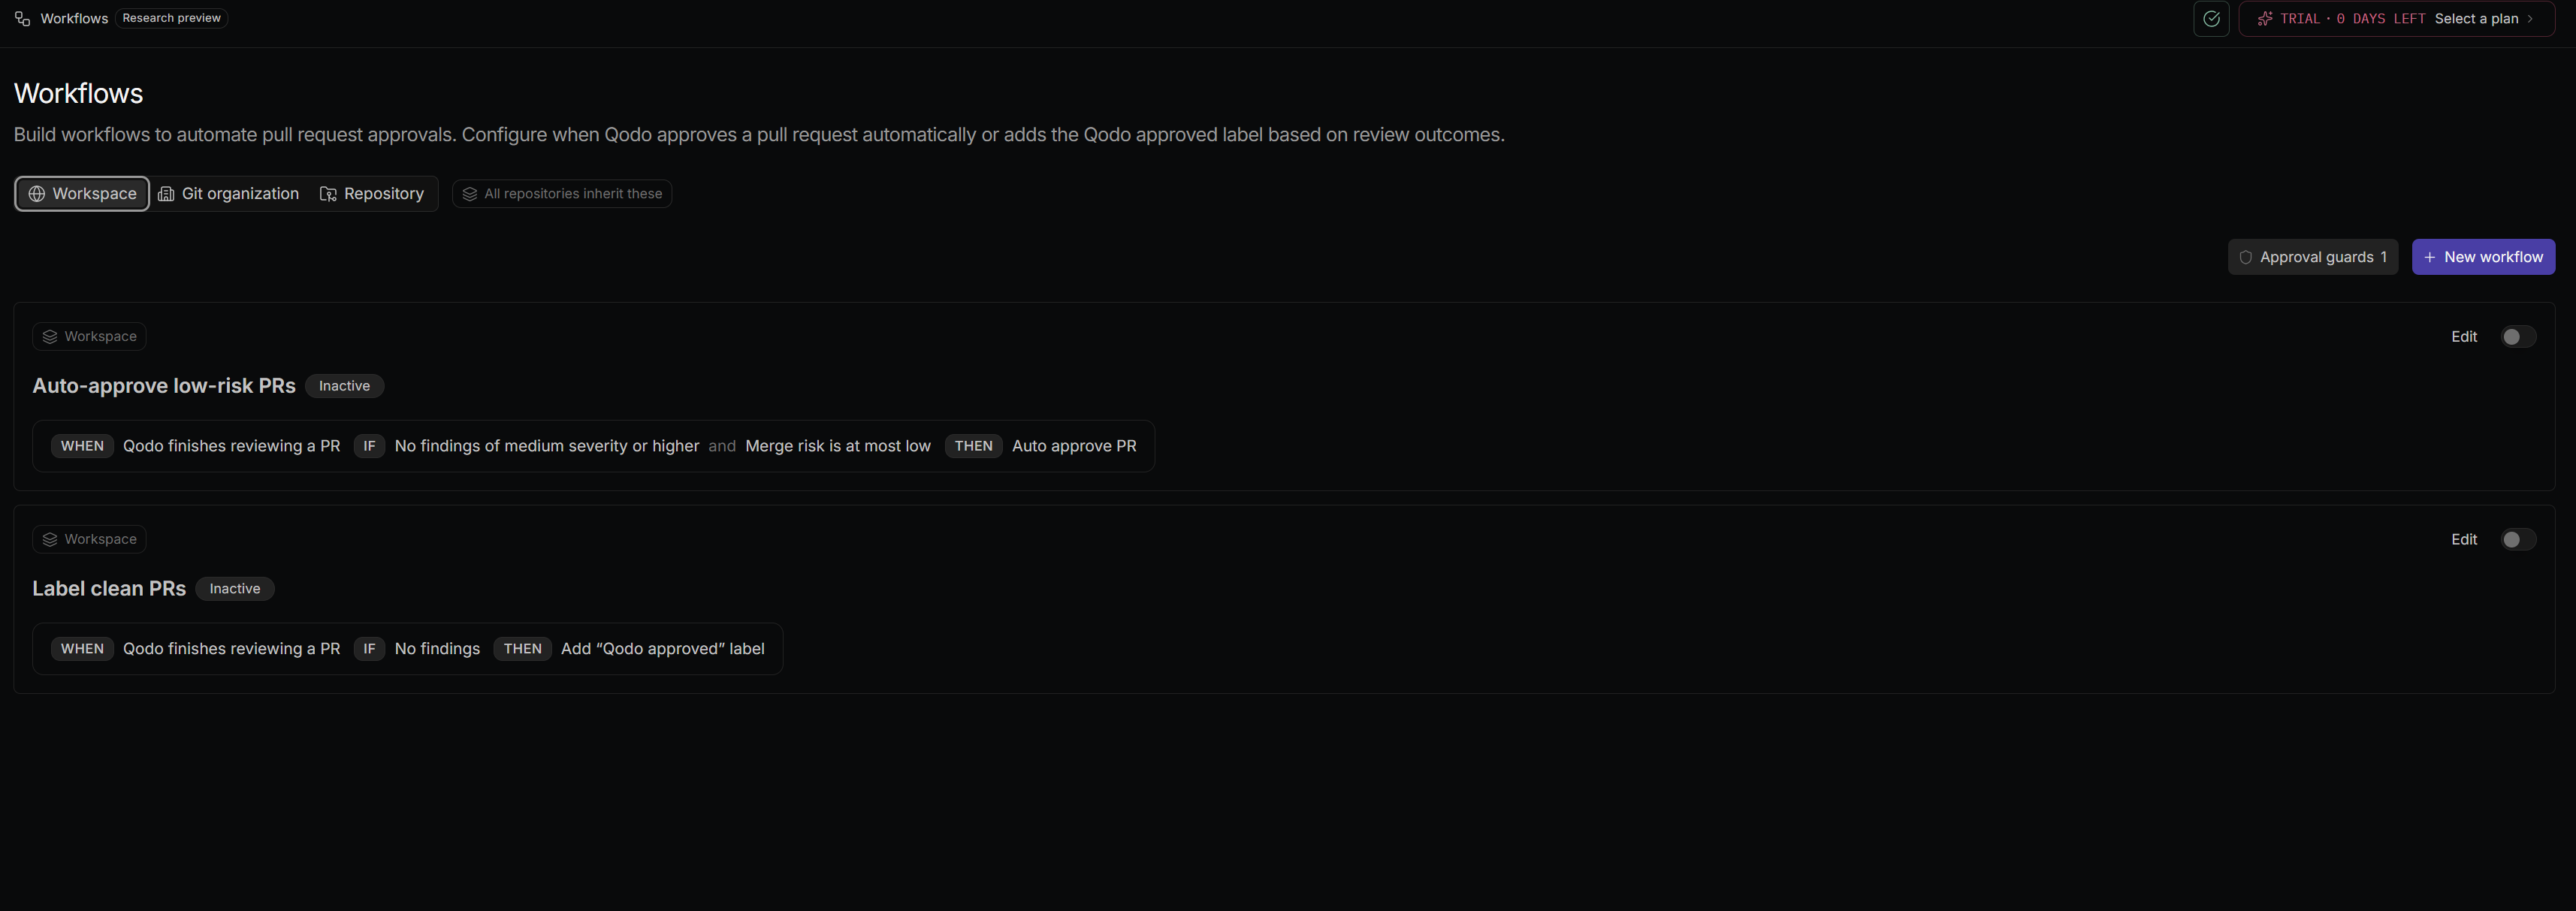 Workflows Research preview TRIAL · 0 DAYS LEFT Select a plan
Workflows
Build workflows to automate pull request approvals. Configure when Qodo approves a pull request automatically or adds the Qodo approved label based on review outcomes.
Workspace Git organization Repository All repositories inherit these
Approval guards 1 + New workflow
Workspace Edit
Auto-approve low-risk PRs Inactive
WHEN Qodo finishes reviewing a PR IF No findings of medium severity or higher and Merge risk is at most low THEN Auto approve PR
Workspace Edit
Label clean PRs Inactive
WHEN Qodo finishes reviewing a PR IF No findings THEN Add “Qodo approved” label